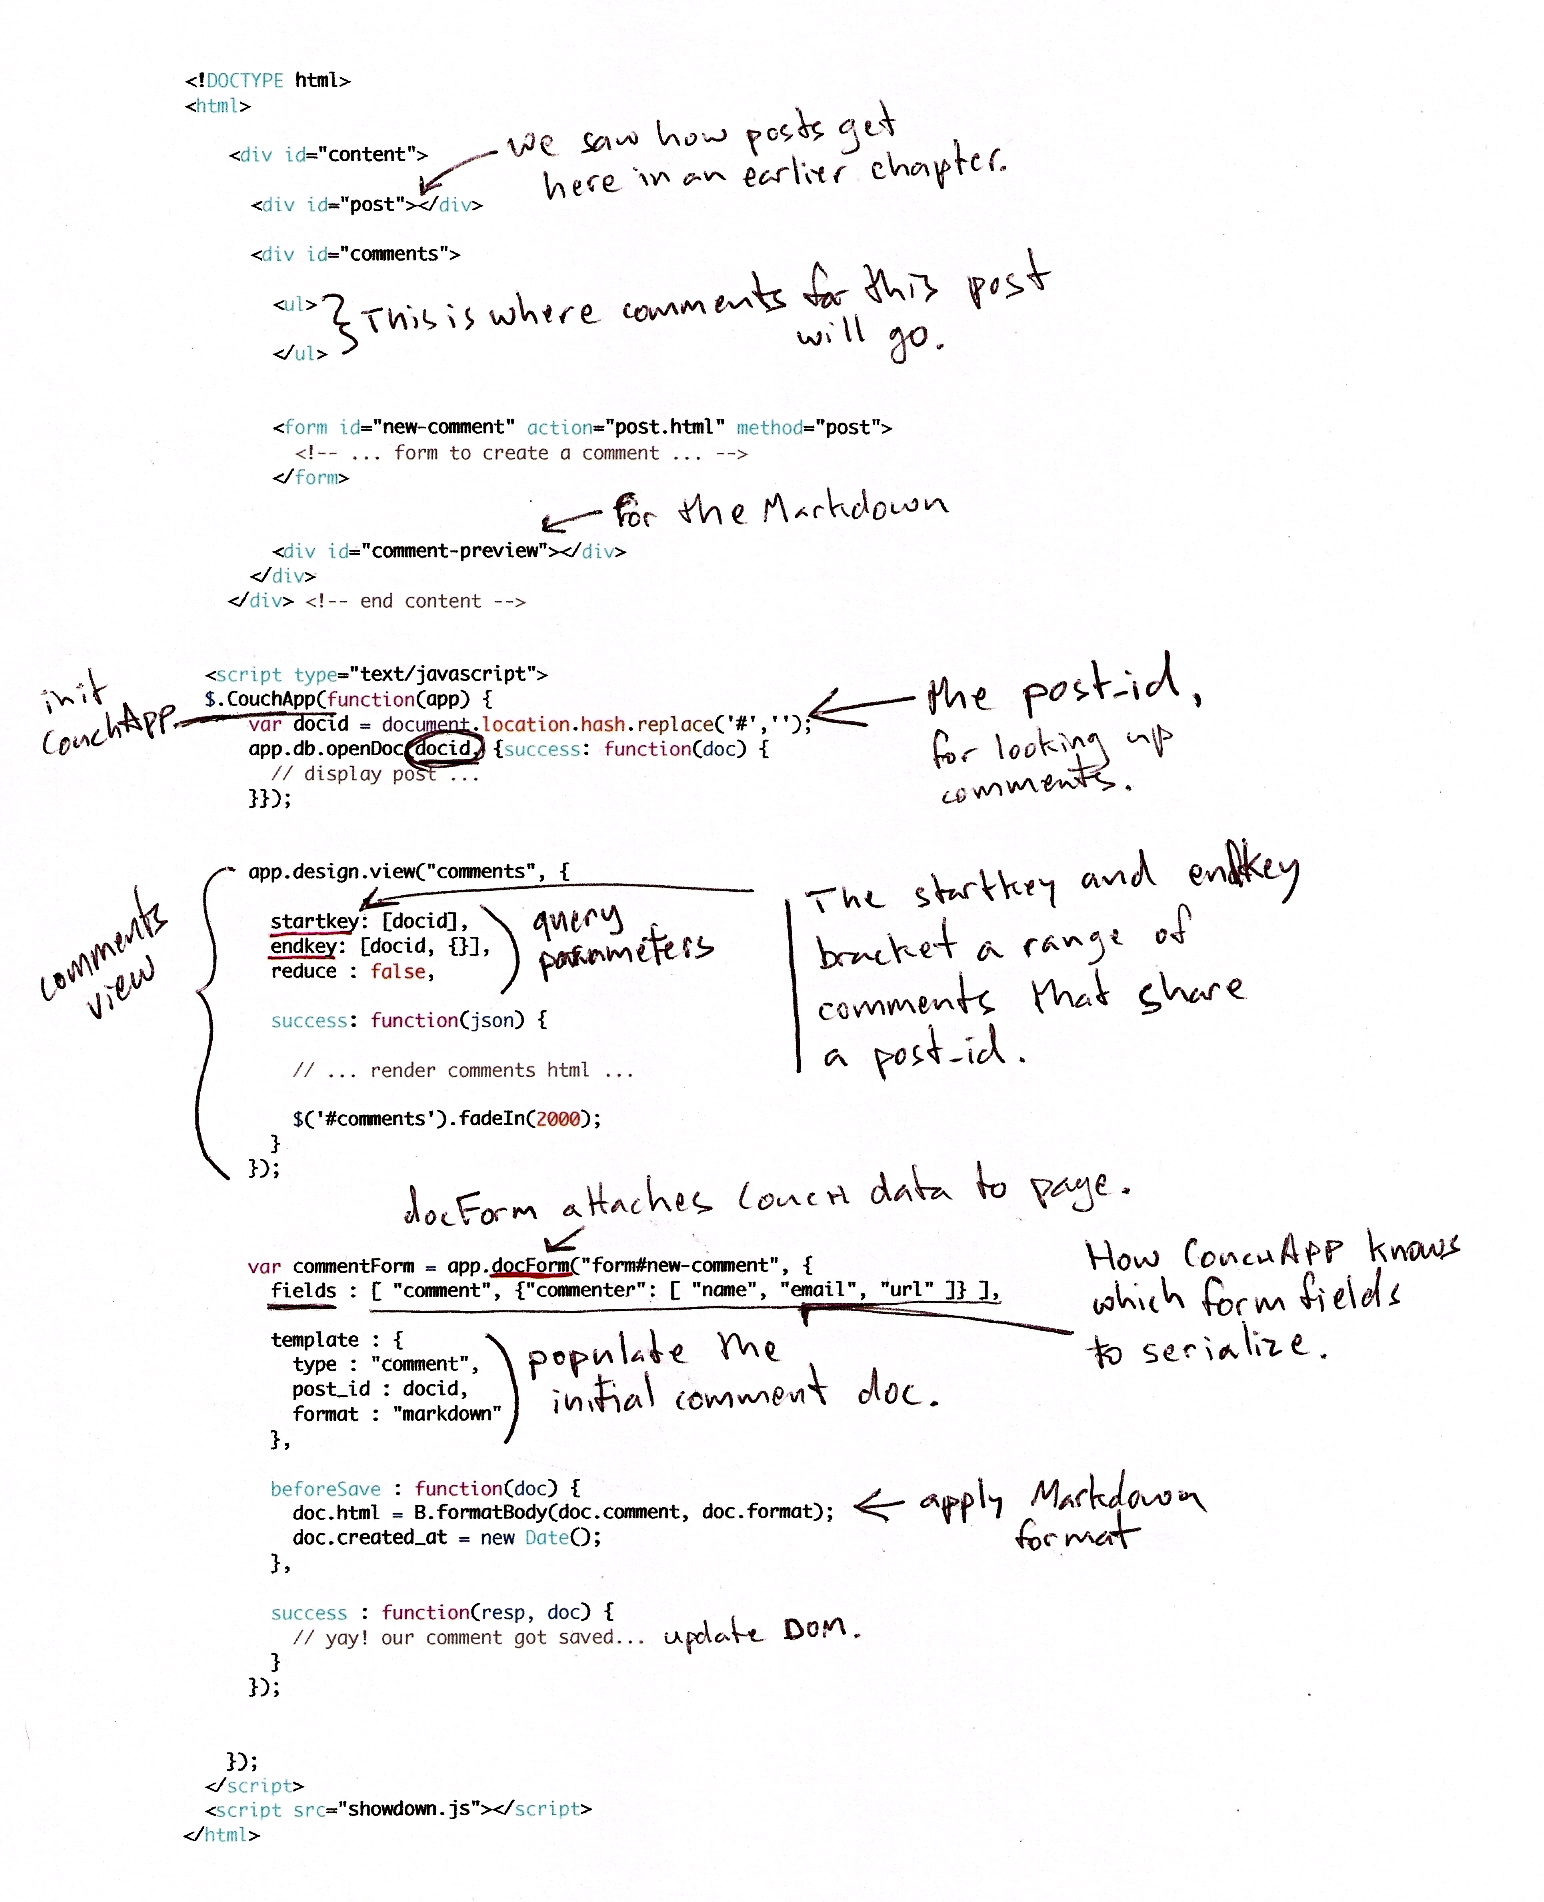 <!DOCTYPE html>
<html>
we saw how posts get
<div id="content">
here in an earlier chapter.
<div id="post"></div>
<div id="comments">
<ul>
This is where comments for this post
will go.
</ul>
<form id="new-comment" action="post.html" method="post">
<!-- ... form to create a comment ... -->
</form>
for the Markdown
<div id="comment-preview"></div>
</div>
</div> <!-- end content -->
<script type="text/javascript">
init
CouchApp
$.CouchApp(function(app) {
var docid = document.location.hash.replace('#','');
the post_id,
for looking up
comments.
app.db.openDoc(docid, {success: function(doc) {
// display post ...
}});
comments
view
app.design.view("comments", {
startkey: [docid],
endkey: [docid, {}],
reduce : false,
query
parameters
The startkey and endkey
bracket a range of
comments that share
a post_id.
success: function(json) {
// ... render comments html ...
$('#comments').fadeIn(2000);
}
});
docForm attaches Couch data to page.
var commentForm = app.docForm("form#new-comment", {
fields : [ "comment", {"commenter": [ "name", "email", "url" ]} ],
How CouchApp knows
which form fields
to serialize.
template : {
type : "comment",
post_id : docid,
format : "markdown"
},
populate the
initial comment doc.
beforeSave : function(doc) {
doc.html = B.formatBody(doc.comment, doc.format);
doc.created_at = new Date();
},
apply Markdown
format
success : function(resp, doc) {
// yay! our comment got saved... update DOM.
}
});
});
</script>
<script src="showdown.js"></script>
</html>